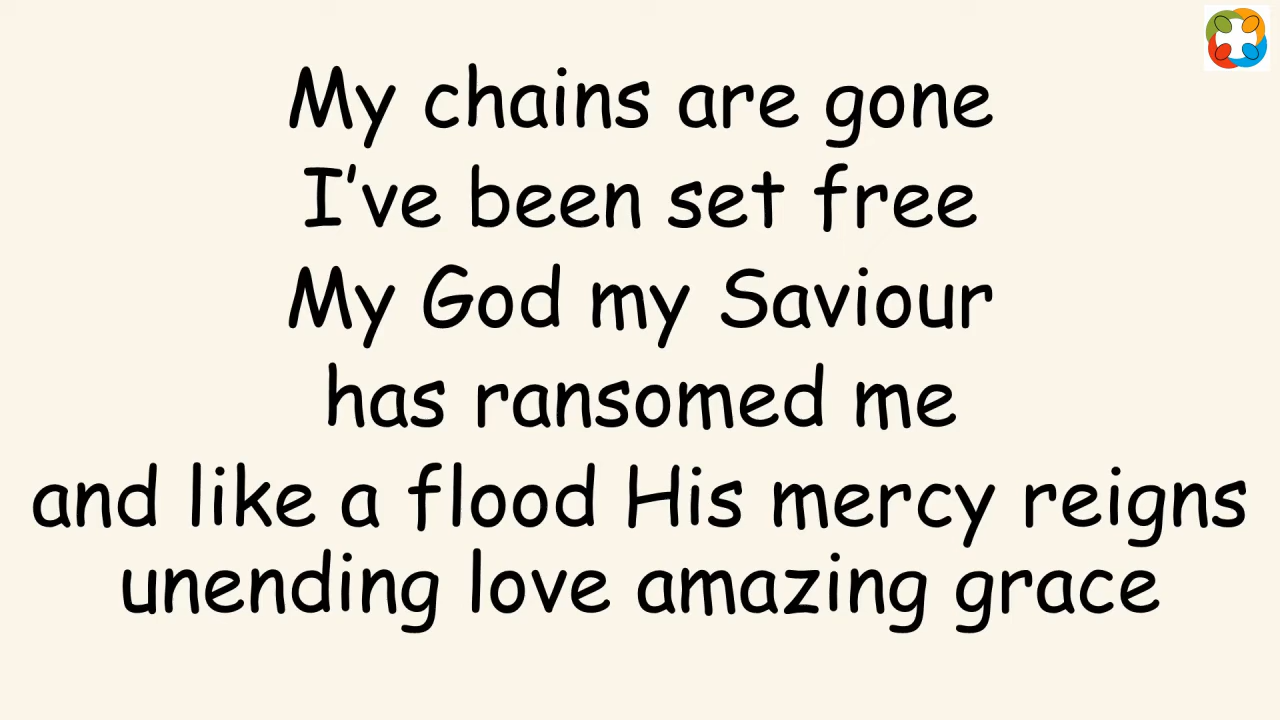 My chains are gone
I’ve been set free
My God my Saviour
has ransomed me
and like a flood His mercy reigns
unending love amazing grace